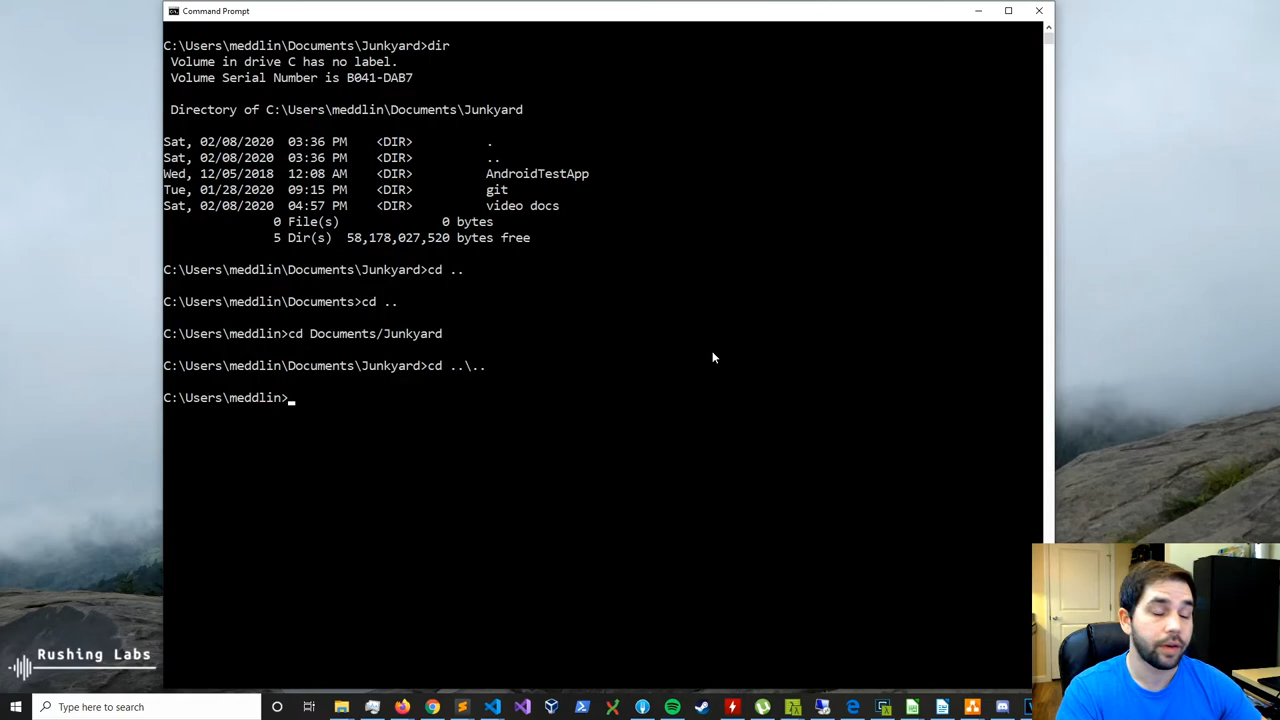 Command Prompt
C:\Users\meddlin\Documents\Junkyard>dir
Volume in drive C has no label.
Volume Serial Number is B041-DAB7
Directory of C:\Users\meddlin\Documents\Junkyard
Sat, 02/08/2020 03:36 PM <DIR> .
Sat, 02/08/2020 03:36 PM <DIR> ..
Wed, 12/05/2018 12:08 AM <DIR> AndroidTestApp
Tue, 01/28/2020 09:15 PM <DIR> git
Sat, 02/08/2020 04:57 PM <DIR> video docs
0 File(s) 0 bytes
5 Dir(s) 58,178,027,520 bytes free
C:\Users\meddlin\Documents\Junkyard>cd ..
C:\Users\meddlin\Documents>cd ..
C:\Users\meddlin>cd Documents/Junkyard
C:\Users\meddlin\Documents\Junkyard>cd ..\..
C:\Users\meddlin>_
Rushing Labs
Type here to search